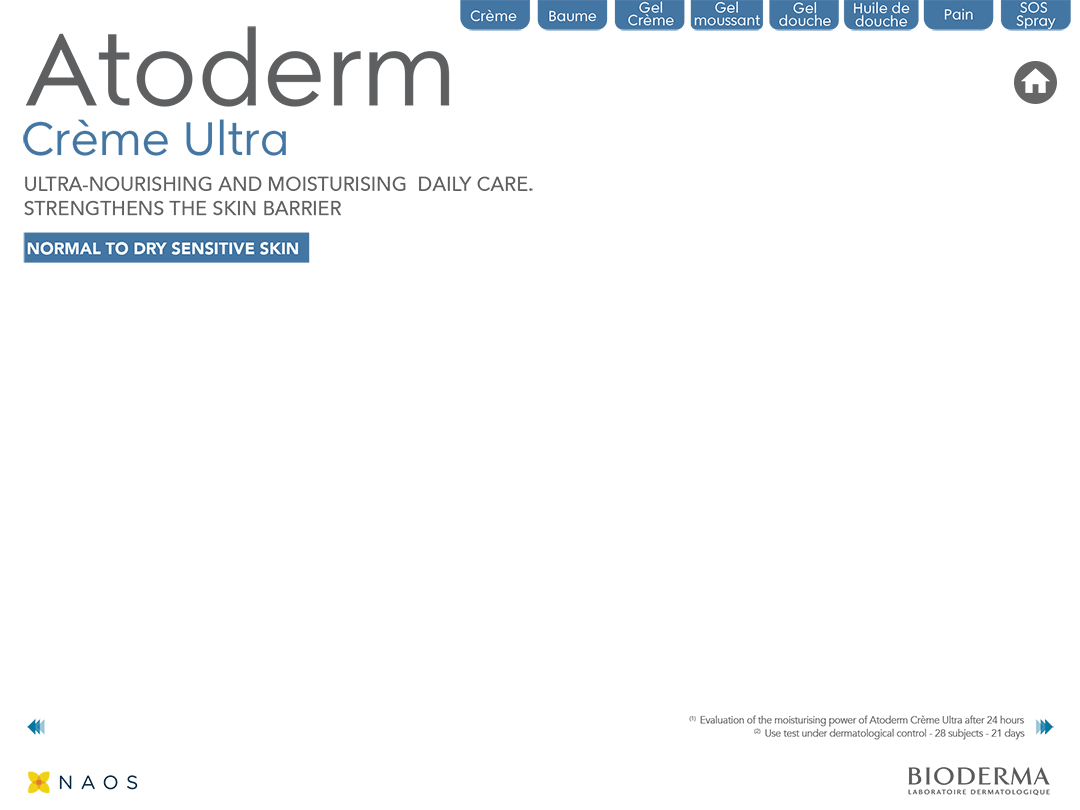 Crème
Baume
Gel
Crème
Gel
moussant
Gel
douche
Huile de
douche
Pain
SOS
Spray
Atoderm
Crème Ultra
ULTRA-NOURISHING AND MOISTURISING  DAILY CARE.
STRENGTHENS THE SKIN BARRIER
NORMAL TO DRY SENSITIVE SKIN
(1) Evaluation of the moisturising power of Atoderm Crème Ultra after 24 hours
(2) Use test under dermatological control - 28 subjects - 21 days
NAOS
BIODERMA
LABORATOIRE DERMATOLOGIQUE